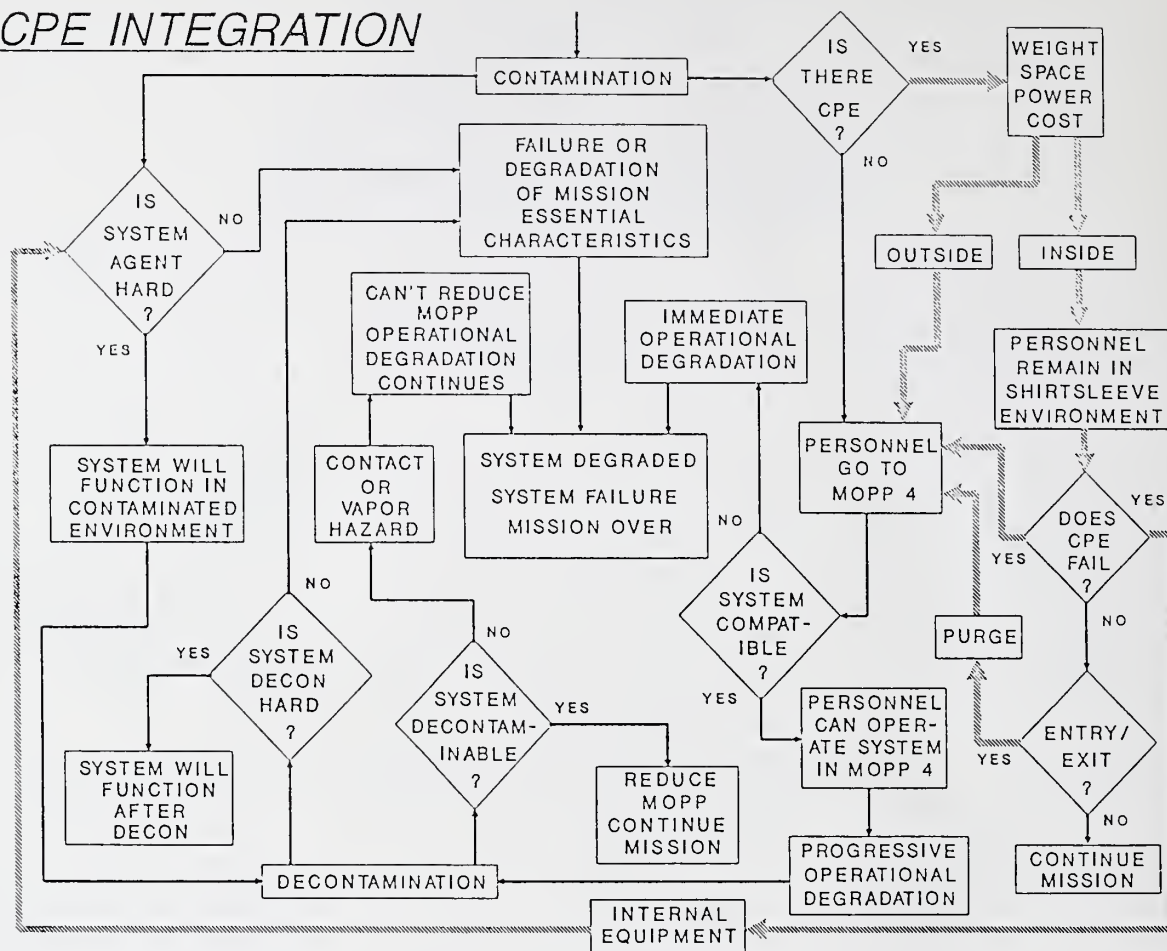 CPE INTEGRATION
CONTAMINATION
IS
THERE
CPE
?
YES
NO
WEIGHT
SPACE
POWER
COST
FAILURE OR
DEGRADATION
OF MISSION
ESSENTIAL
CHARACTERISTICS
IS
SYSTEM
AGENT
HARD
?
NO
YES
OUTSIDE
INSIDE
CAN'T REDUCE
MOPP
OPERATIONAL
DEGRADATION
CONTINUES
IMMEDIATE
OPERATIONAL
DEGRADATION
PERSONNEL
REMAIN IN
SHIRTSLEEVE
ENVIRONMENT
SYSTEM WILL
FUNCTION IN
CONTAMINATED
ENVIRONMENT
CONTACT
OR
VAPOR
HAZARD
SYSTEM DEGRADED
SYSTEM FAILURE
MISSION OVER
PERSONNEL
GO TO
MOPP 4
DOES
CPE
FAIL
?
YES
YES
NO
IS
SYSTEM
COMPAT-
IBLE
?
NO
YES
PURGE
IS
SYSTEM
DECON
HARD
?
NO
YES
IS
SYSTEM
DECONTAM-
INABLE
?
NO
YES
PERSONNEL
CAN OPER-
ATE SYSTEM
IN MOPP 4
ENTRY/
EXIT
?
YES
NO
SYSTEM WILL
FUNCTION
AFTER
DECON
REDUCE
MOPP
CONTINUE
MISSION
DECONTAMINATION
PROGRESSIVE
OPERATIONAL
DEGRADATION
CONTINUE
MISSION
INTERNAL
EQUIPMENT